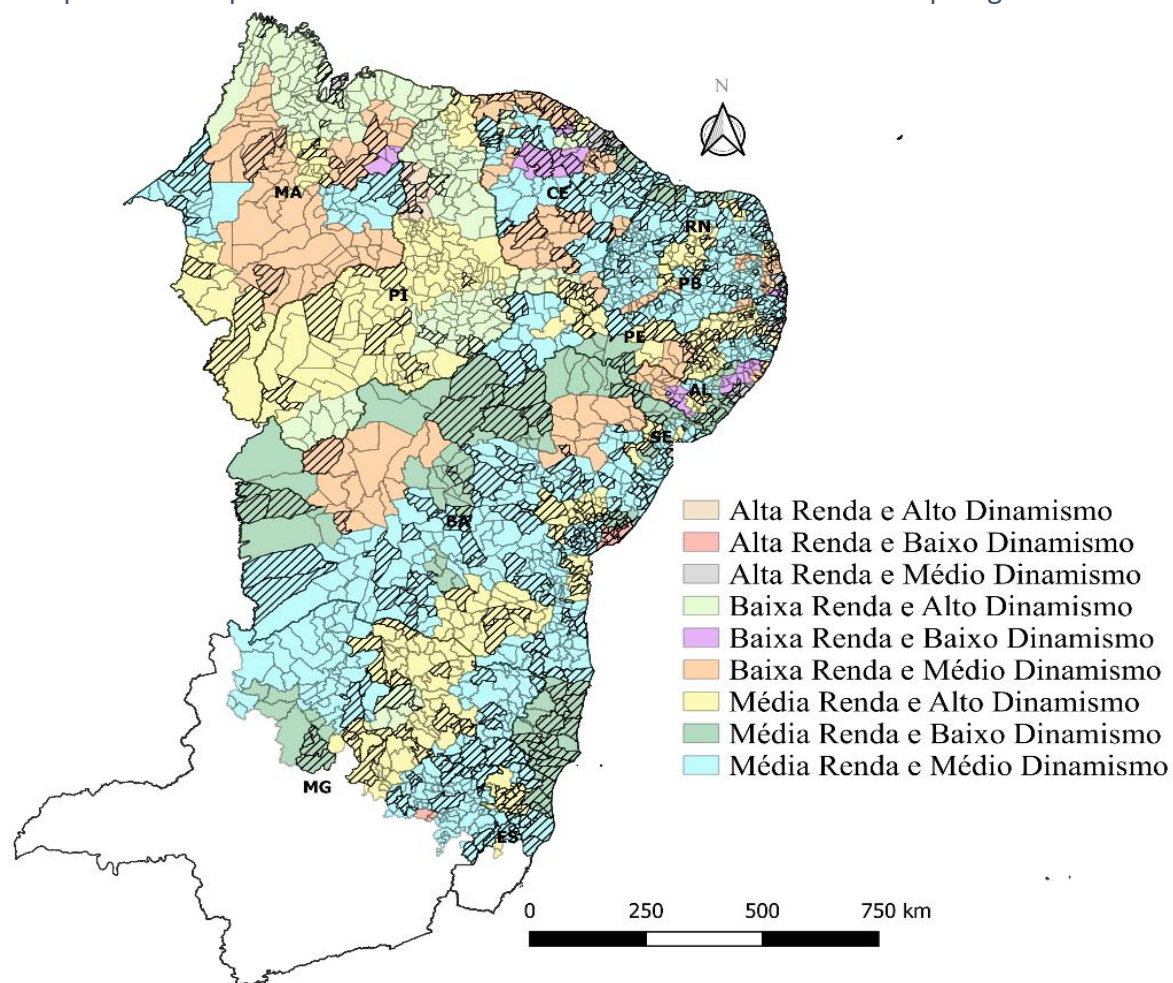 N
MA
CE
RN
PI
PB
PE
AL
SE
BA
MG
ES
Alta Renda e Alto Dinamismo
Alta Renda e Baixo Dinamismo
Alta Renda e Médio Dinamismo
Baixa Renda e Alto Dinamismo
Baixa Renda e Baixo Dinamismo
Baixa Renda e Médio Dinamismo
Média Renda e Alto Dinamismo
Média Renda e Baixo Dinamismo
Média Renda e Médio Dinamismo
0 250 500 750 km